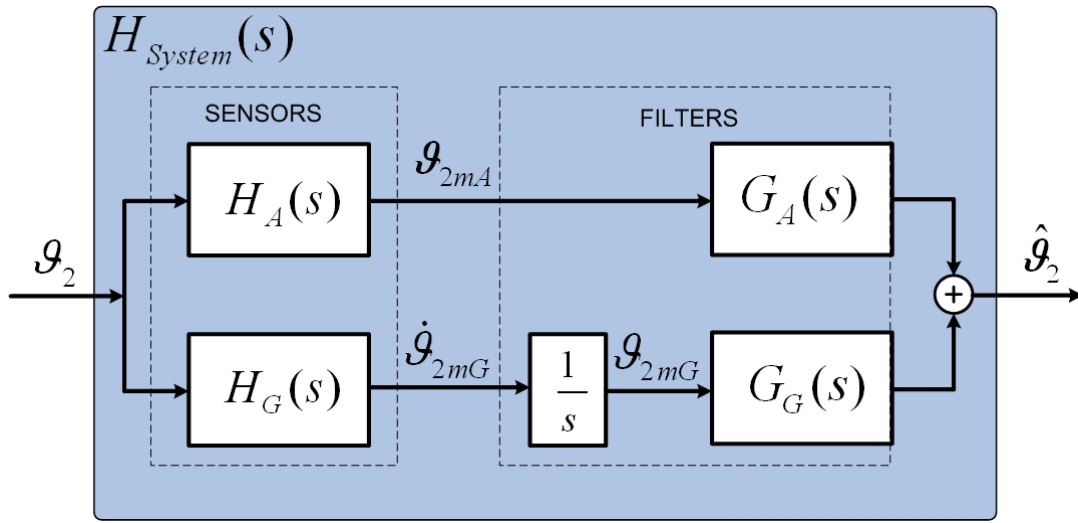 H_System(s)
SENSORS
FILTERS
H_A(s)
ϑ_2mA
G_A(s)
ϑ_2
ϑ̂_2
+
H_G(s)
ϑ̇_2mG
1/s
ϑ_2mG
G_G(s)